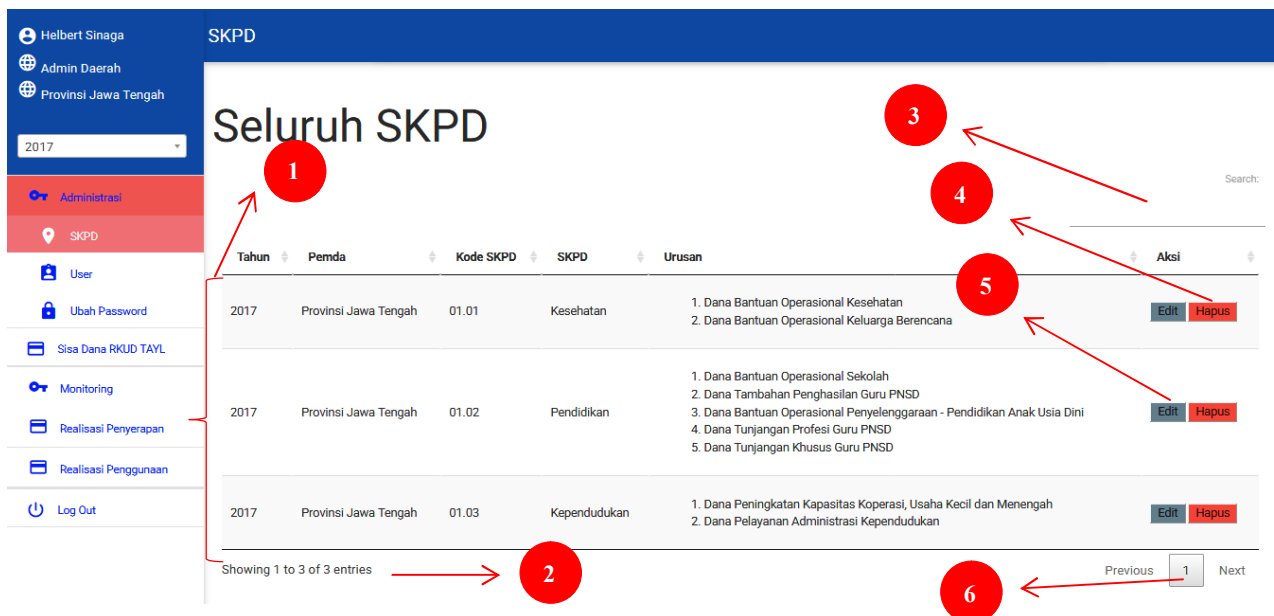 Helbert Sinaga
Admin Daerah
Provinsi Jawa Tengah
2017
Administrasi
SKPD
User
Ubah Password
Sisa Dana RKUD TAYL
Monitoring
Realisasi Penyerapan
Realisasi Penggunaan
Log Out
SKPD
Seluruh SKPD
1
3
4
Search:
Tahun Pemda Kode SKPD SKPD Urusan Aksi
5
2017 Provinsi Jawa Tengah 01.01 Kesehatan
1. Dana Bantuan Operasional Kesehatan
2. Dana Bantuan Operasional Keluarga Berencana
Edit Hapus
2017 Provinsi Jawa Tengah 01.02 Pendidikan
1. Dana Bantuan Operasional Sekolah
2. Dana Tambahan Penghasilan Guru PNSD
3. Dana Bantuan Operasional Penyelenggaraan - Pendidikan Anak Usia Dini
4. Dana Tunjangan Profesi Guru PNSD
5. Dana Tunjangan Khusus Guru PNSD
Edit Hapus
2017 Provinsi Jawa Tengah 01.03 Kependudukan
1. Dana Peningkatan Kapasitas Koperasi, Usaha Kecil dan Menengah
2. Dana Pelayanan Administrasi Kependudukan
Edit Hapus
Showing 1 to 3 of 3 entries
2
Previous 1 Next
6